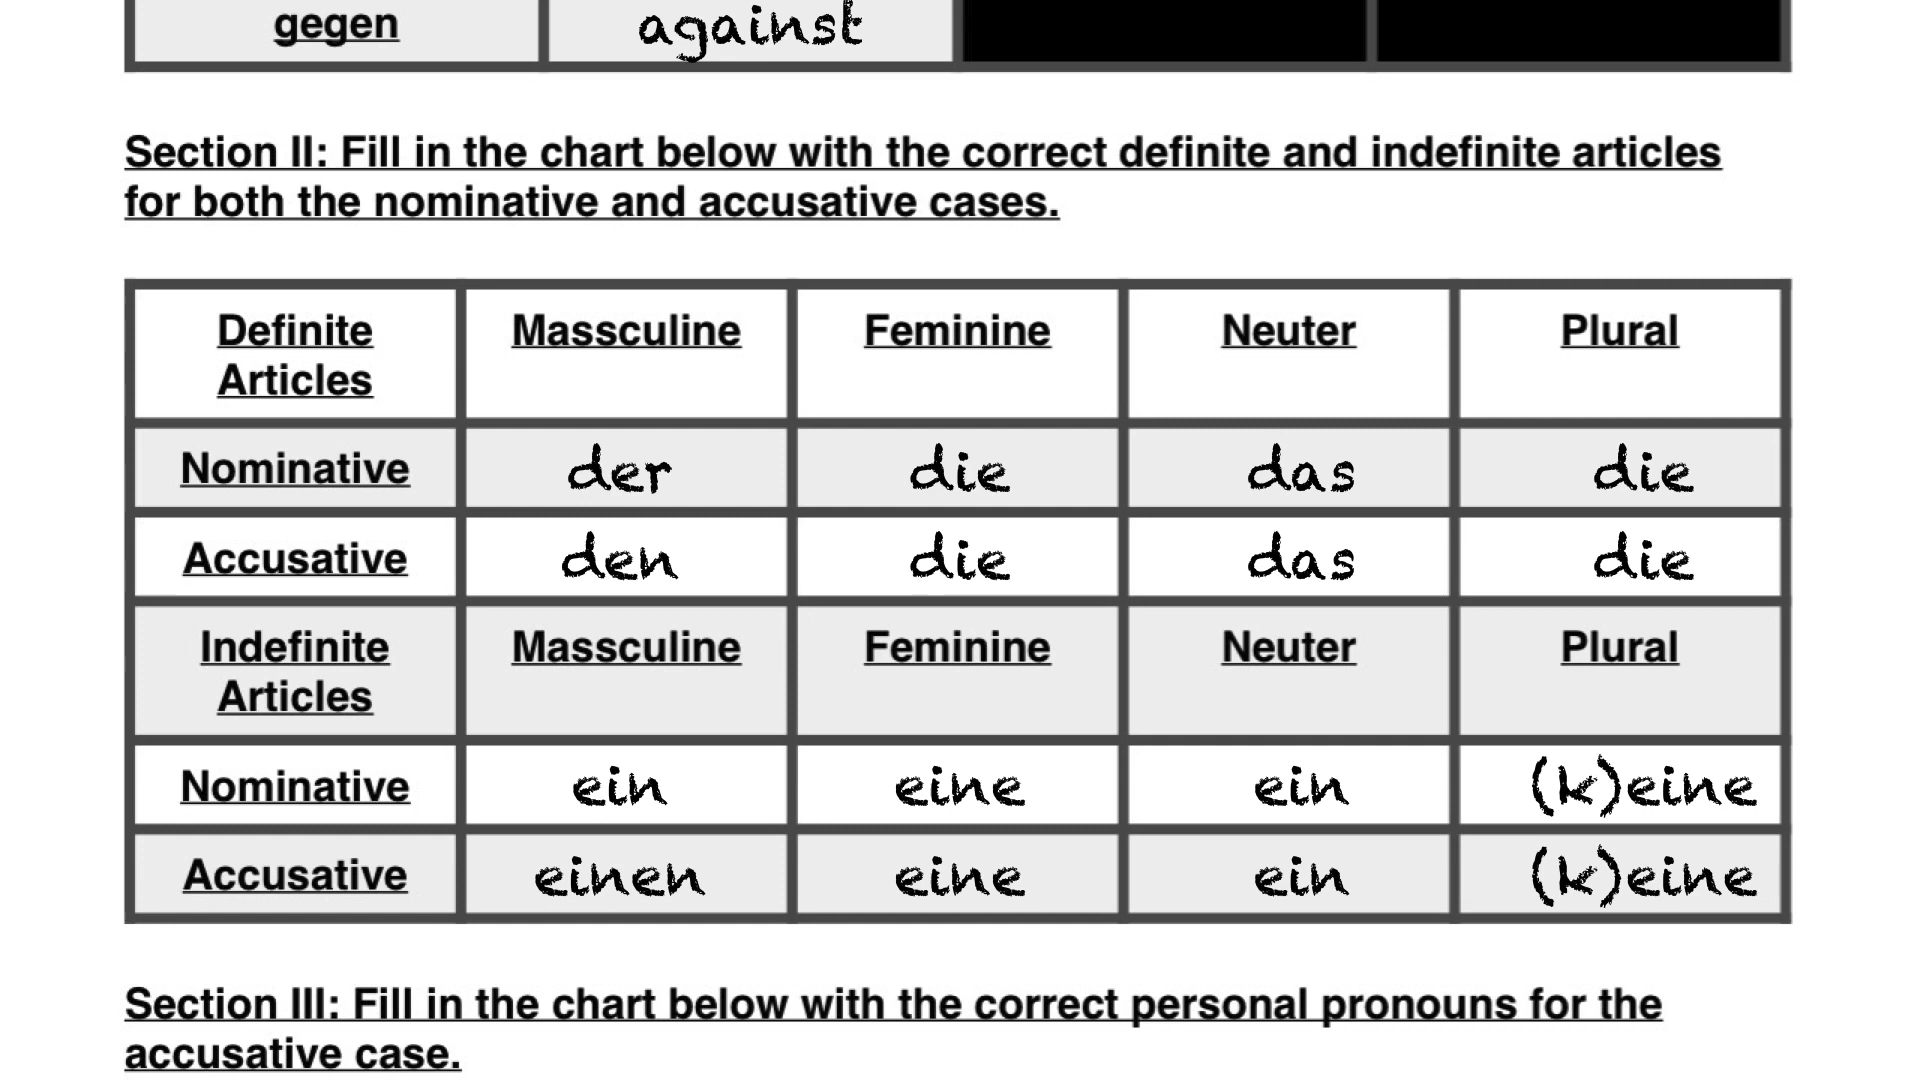 gegen against
Section II: Fill in the chart below with the correct definite and indefinite articles
for both the nominative and accusative cases.
Definite Articles Massculine Feminine Neuter Plural
Nominative der die das die
Accusative den die das die
Indefinite Articles Massculine Feminine Neuter Plural
Nominative ein eine ein (k)eine
Accusative einen eine ein (k)eine
Section III: Fill in the chart below with the correct personal pronouns for the
accusative case.